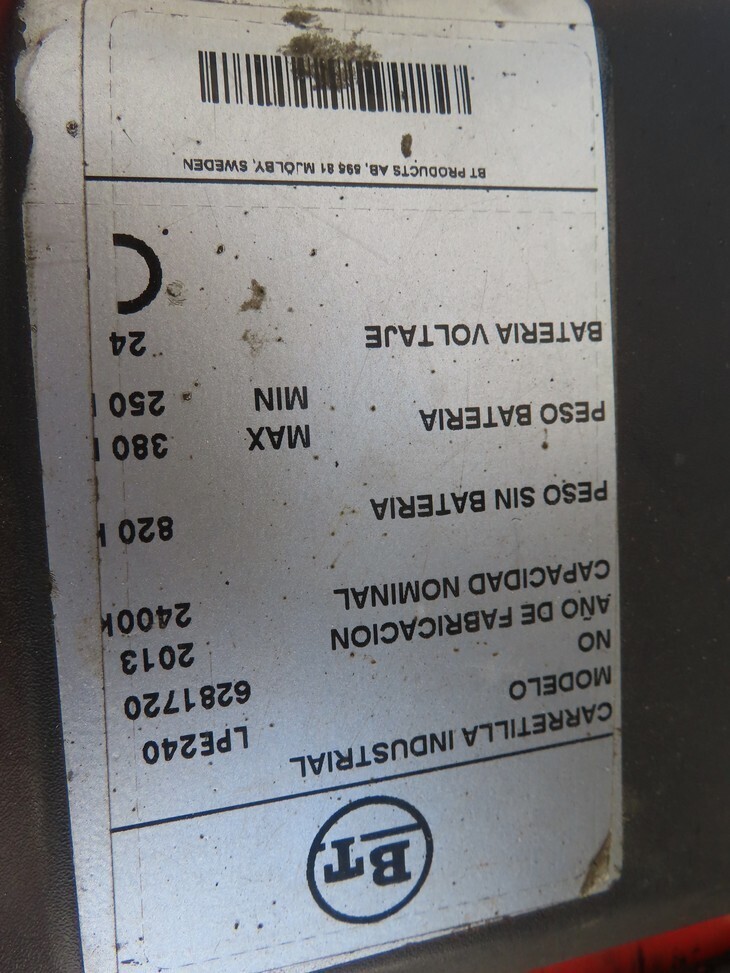 BT
CARRETILLA INDUSTRIAL
MODELO LPE240
NO 6281720
AÑO DE FABRICACION 2013
CAPACIDAD NOMINAL 2400K
PESO SIN BATERIA 820
PESO BATERIA MAX 380
MIN 250
BATERIA VOLTAJE 24
C
BT PRODUCTS AB, 595 81 MJÖLBY, SWEDEN